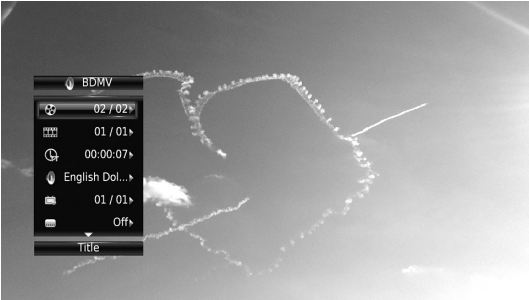 BDMV
02 / 02
01 / 01
00:00:07
English Dol...
01 / 01
Off
Title